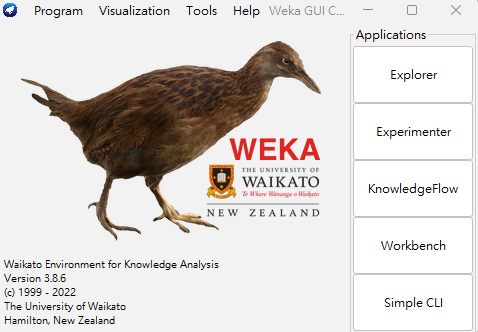 Program Visualization Tools Help Weka GUI C...
Applications
Explorer
Experimenter
KnowledgeFlow
Workbench
Simple CLI
WEKA
THE UNIVERSITY OF
WAIKATO
Te Whare Wānanga o Waikato
NEW ZEALAND
Waikato Environment for Knowledge Analysis
Version 3.8.6
(c) 1999 - 2022
The University of Waikato
Hamilton, New Zealand